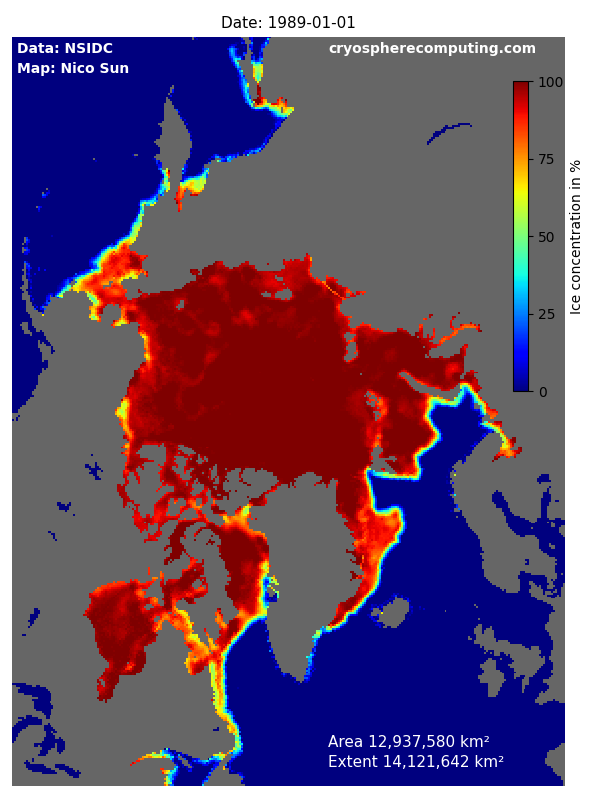 Date: 1989-01-01
Data: NSIDC
Map: Nico Sun
cryospherecomputing.com
100
75
50
25
0
Ice concentration in %
Area 12,937,580 km²
Extent 14,121,642 km²